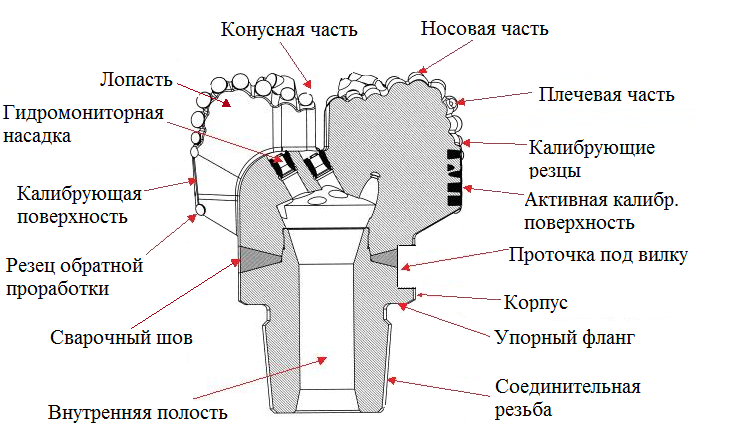 Конусная часть
Носовая часть
Лопасть
Плечевая часть
Гидромониторная
насадка
Калибрующие
резцы
Калибрующая
поверхность
Активная калибр.
поверхность
Резец обратной
проработки
Проточка под вилку
Корпус
Сварочный шов
Упорный фланг
Соединительная
резьба
Внутренняя полость